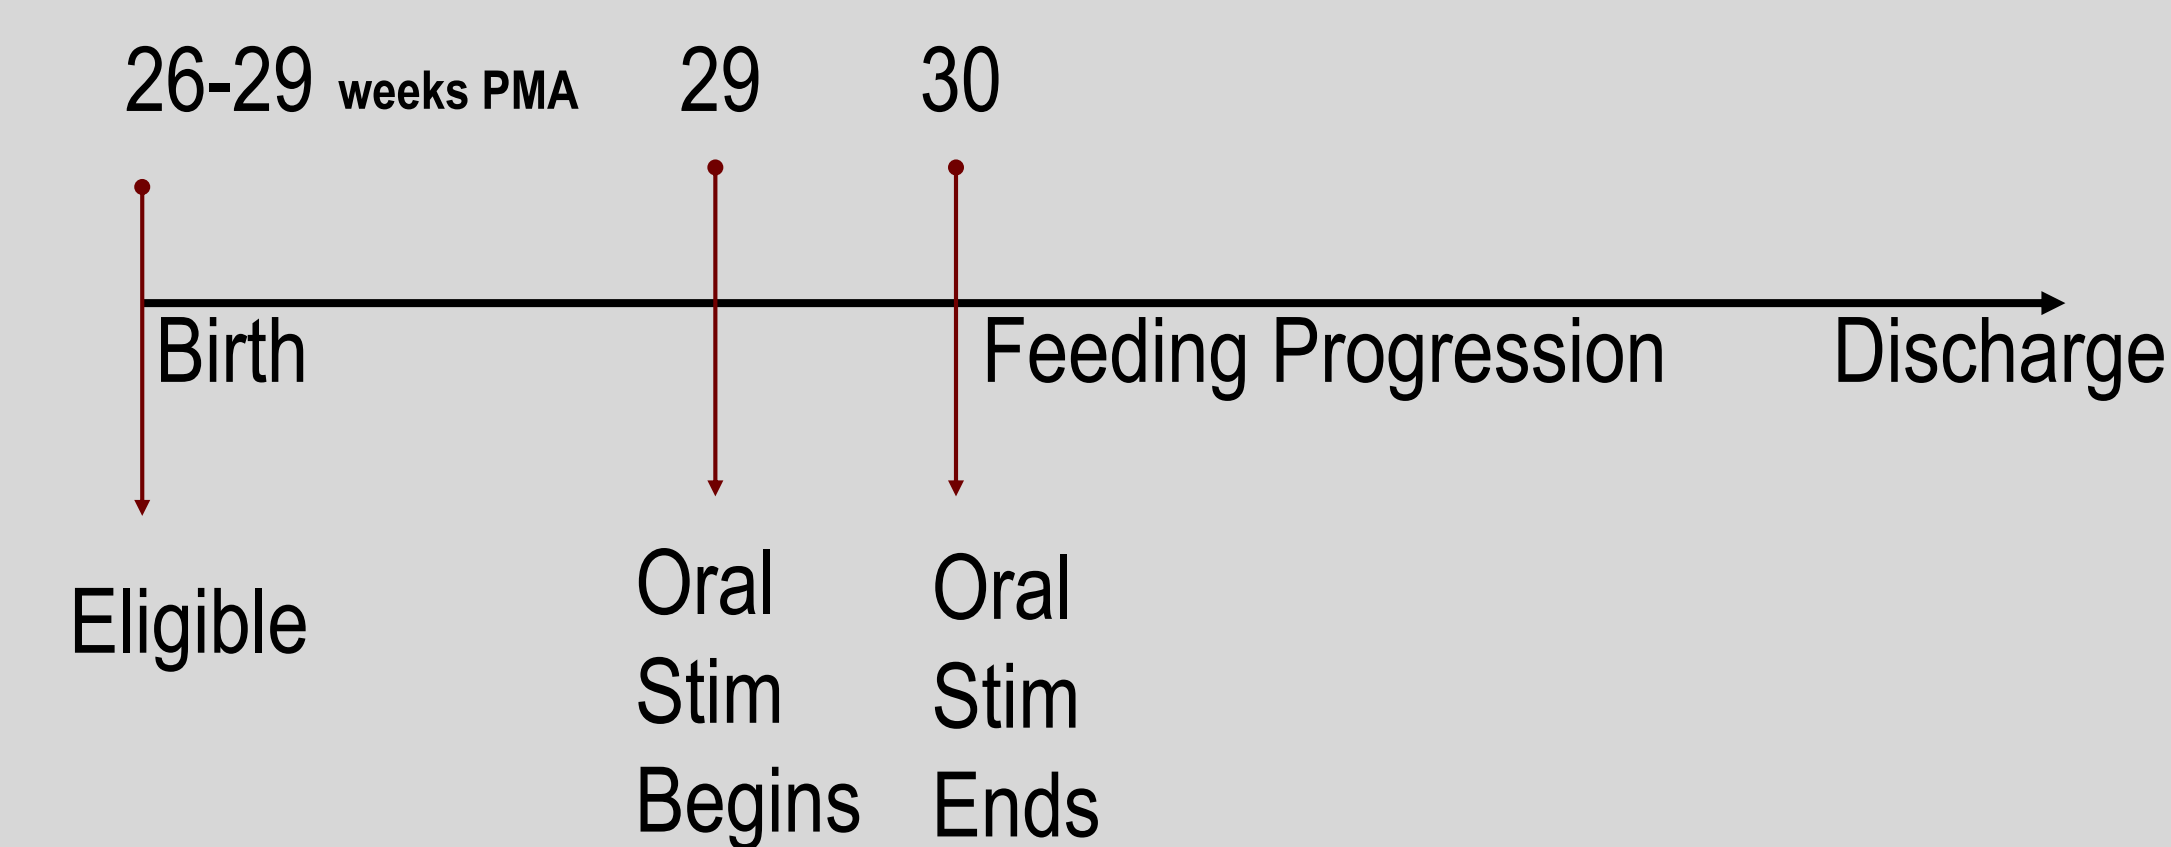 26-29 weeks PMA 29 30
Birth Feeding Progression Discharge
Eligible
Oral
Stim
Begins
Oral
Stim
Ends